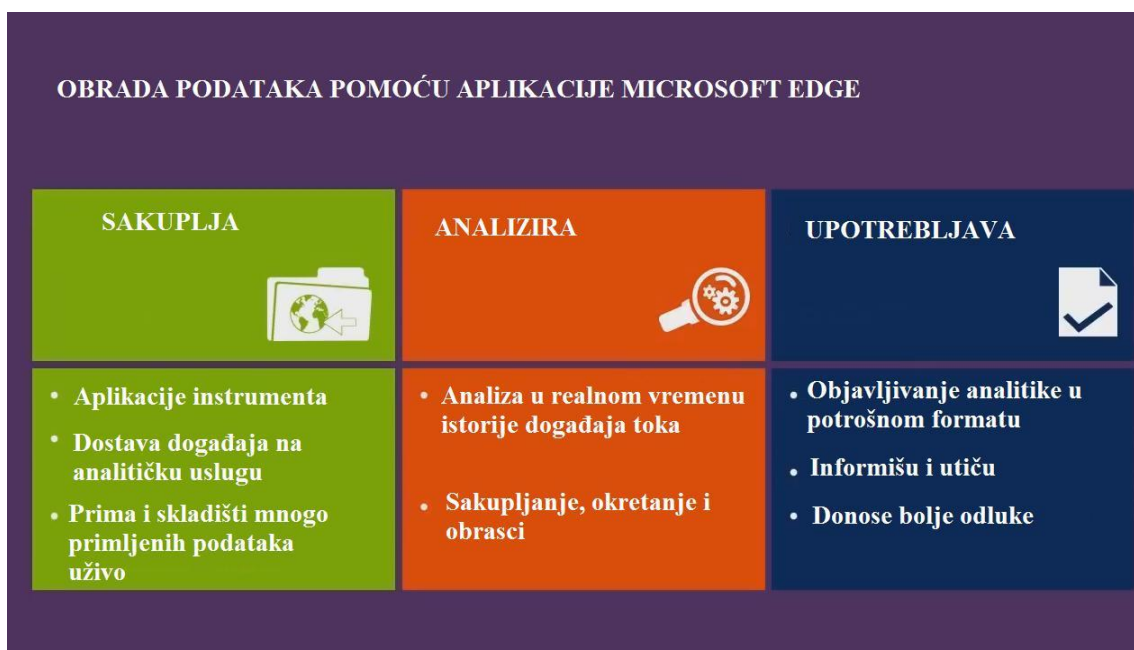 OBRADA PODATAKA POMOĆU APLIKACIJE MICROSOFT EDGE
SAKUPLJA
• Aplikacije instrumenta
• Dostava događaja na
analitičku uslugu
• Prima i skladišti mnogo
primljenih podataka
uživo
ANALIZIRA
• Analiza u realnom vremenu
istorije događaja toka
• Sakupljanje, okretanje i
obrasci
UPOTREBLJAVA
• Objavljivanje analitike u
potrošnom formatu
• Informišu i utiču
• Donose bolje odluke